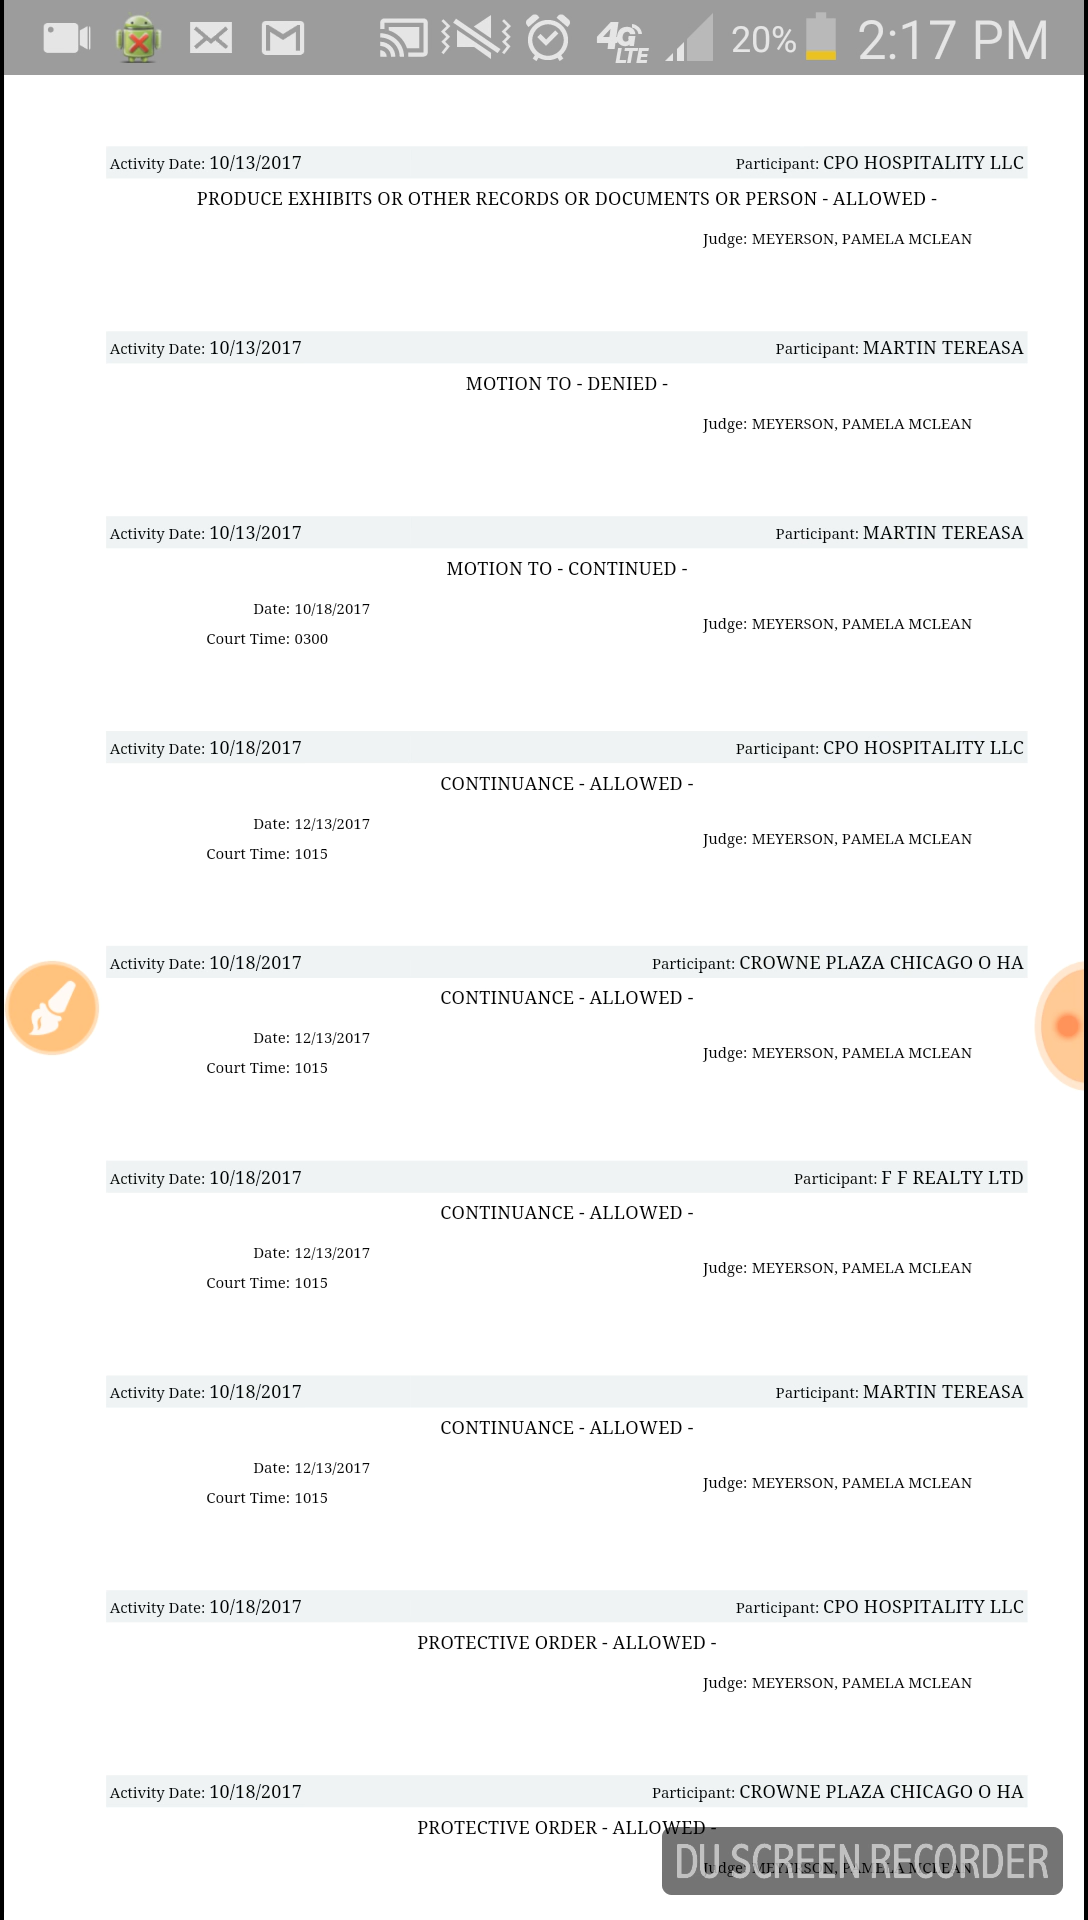 4G LTE 20% 2:17 PM
Activity Date: 10/13/2017 Participant: CPO HOSPITALITY LLC
PRODUCE EXHIBITS OR OTHER RECORDS OR DOCUMENTS OR PERSON - ALLOWED -
Judge: MEYERSON, PAMELA MCLEAN
Activity Date: 10/13/2017 Participant: MARTIN TEREASA
MOTION TO - DENIED -
Judge: MEYERSON, PAMELA MCLEAN
Activity Date: 10/13/2017 Participant: MARTIN TEREASA
MOTION TO - CONTINUED -
Date: 10/18/2017
Judge: MEYERSON, PAMELA MCLEAN
Court Time: 0300
Activity Date: 10/18/2017 Participant: CPO HOSPITALITY LLC
CONTINUANCE - ALLOWED -
Date: 12/13/2017
Judge: MEYERSON, PAMELA MCLEAN
Court Time: 1015
Activity Date: 10/18/2017 Participant: CROWNE PLAZA CHICAGO O HA
CONTINUANCE - ALLOWED -
Date: 12/13/2017
Judge: MEYERSON, PAMELA MCLEAN
Court Time: 1015
Activity Date: 10/18/2017 Participant: F F REALTY LTD
CONTINUANCE - ALLOWED -
Date: 12/13/2017
Judge: MEYERSON, PAMELA MCLEAN
Court Time: 1015
Activity Date: 10/18/2017 Participant: MARTIN TEREASA
CONTINUANCE - ALLOWED -
Date: 12/13/2017
Judge: MEYERSON, PAMELA MCLEAN
Court Time: 1015
Activity Date: 10/18/2017 Participant: CPO HOSPITALITY LLC
PROTECTIVE ORDER - ALLOWED -
Judge: MEYERSON, PAMELA MCLEAN
Activity Date: 10/18/2017 Participant: CROWNE PLAZA CHICAGO O HA
PROTECTIVE ORDER - ALLOWED -
Judge: MEYERSON, PAMELA MCLEAN
DU SCREEN RECORDER